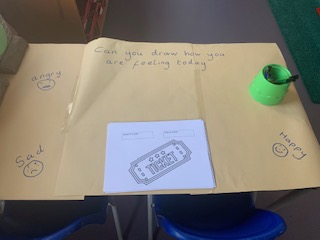 Can you draw how you
are feeling today
angry
Sad
Happy
TICKET